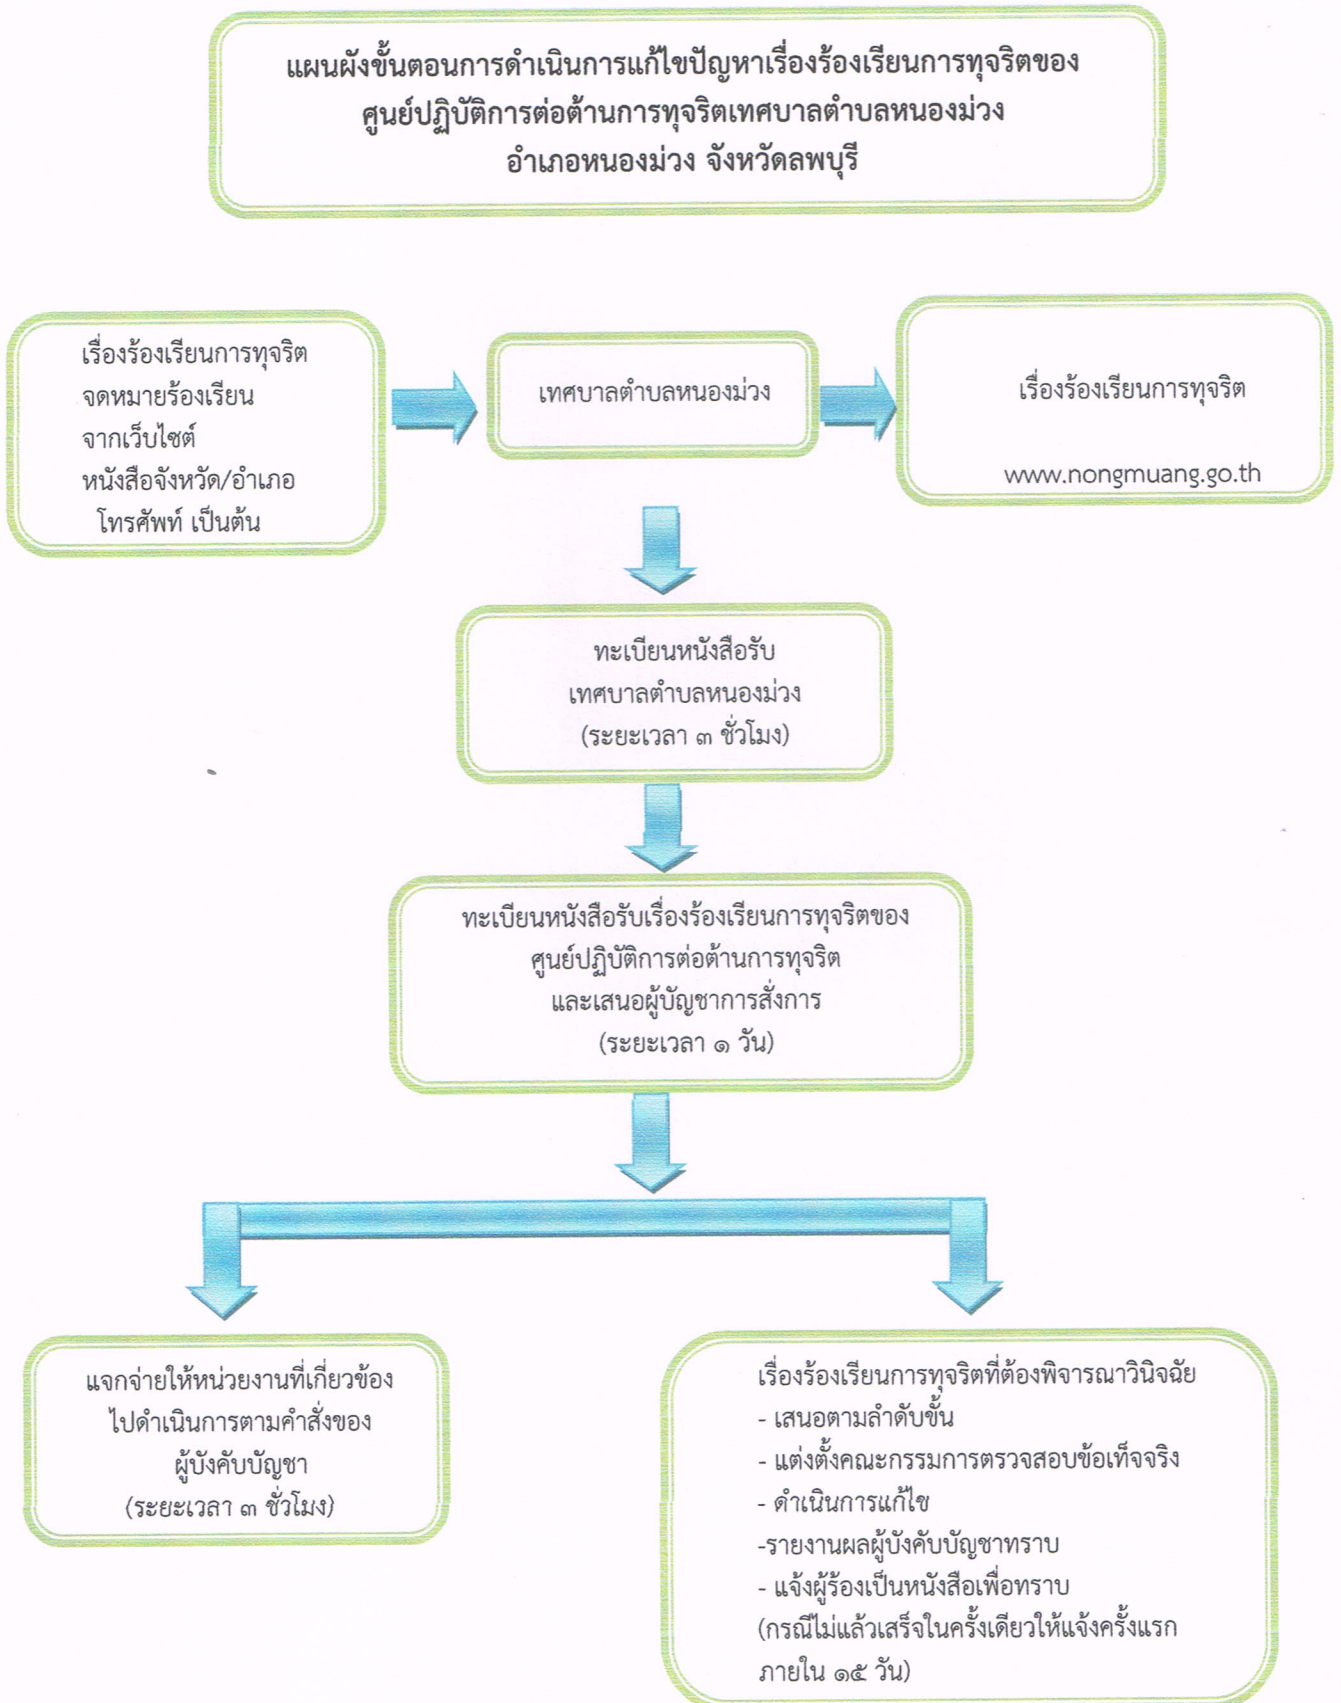 แผนผังขั้นตอนการดำเนินการแก้ไขปัญหาเรื่องร้องเรียนการทุจริตของ
ศูนย์ปฏิบัติการต่อต้านการทุจริตเทศบาลตำบลหนองม่วง
อำเภอหนองม่วง จังหวัดลพบุรี
เรื่องร้องเรียนการทุจริต
จดหมายร้องเรียน
จากเว็บไซต์
หนังสือจังหวัด/อำเภอ
โทรศัพท์ เป็นต้น
เทศบาลตำบลหนองม่วง
เรื่องร้องเรียนการทุจริต
www.nongmuang.go.th
ทะเบียนหนังสือรับ
เทศบาลตำบลหนองม่วง
(ระยะเวลา ๓ ชั่วโมง)
ทะเบียนหนังสือรับเรื่องร้องเรียนการทุจริตของ
ศูนย์ปฏิบัติการต่อต้านการทุจริต
และเสนอผู้บัญชาการสั่งการ
(ระยะเวลา ๑ วัน)
แจกจ่ายให้หน่วยงานที่เกี่ยวข้อง
ไปดำเนินการตามคำสั่งของ
ผู้บังคับบัญชา
(ระยะเวลา ๓ ชั่วโมง)
เรื่องร้องเรียนการทุจริตที่ต้องพิจารณาวินิจฉัย
- เสนอตามลำดับขั้น
- แต่งตั้งคณะกรรมการตรวจสอบข้อเท็จจริง
- ดำเนินการแก้ไข
-รายงานผลผู้บังคับบัญชาทราบ
- แจ้งผู้ร้องเป็นหนังสือเพื่อทราบ
(กรณีไม่แล้วเสร็จในครั้งเดียวให้แจ้งครั้งแรก
ภายใน ๑๕ วัน)